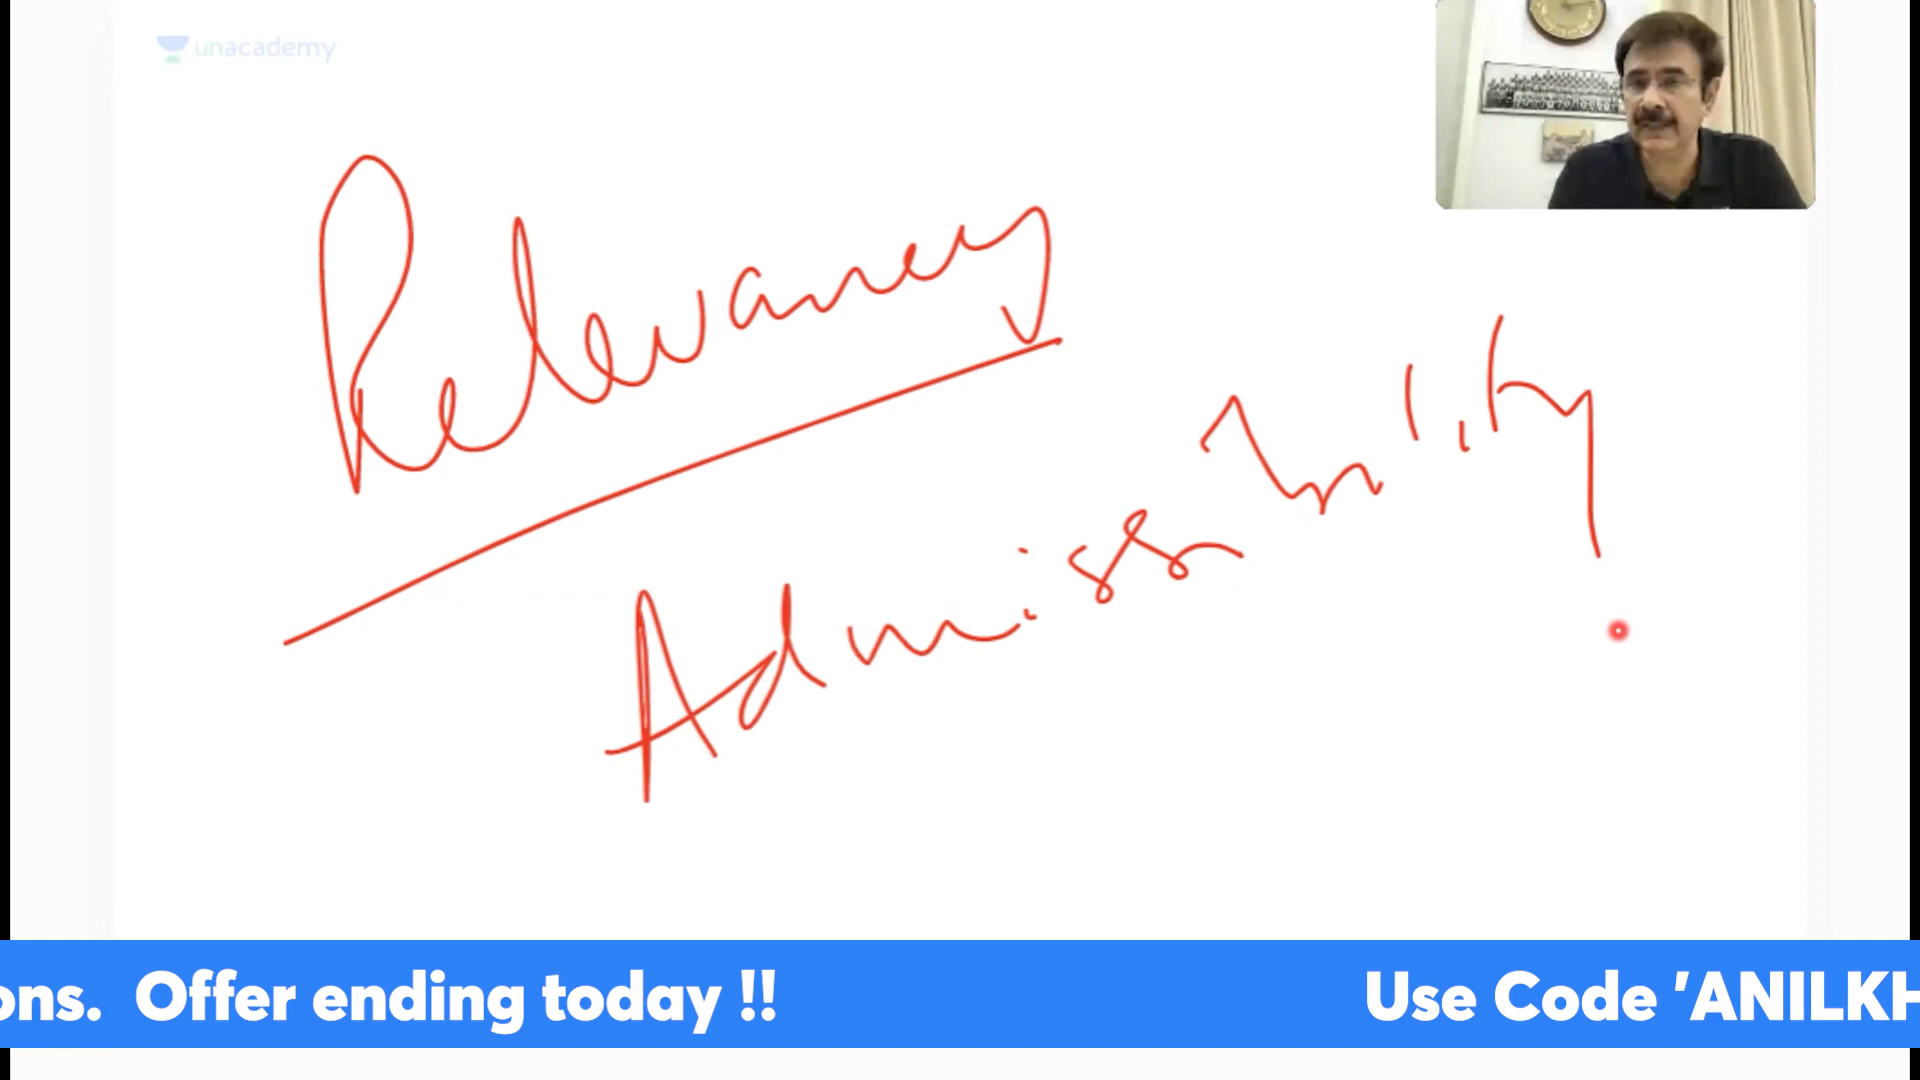 unacademy
Relevancy
Admissibility
ons. Offer ending today !! Use Code 'ANILKH